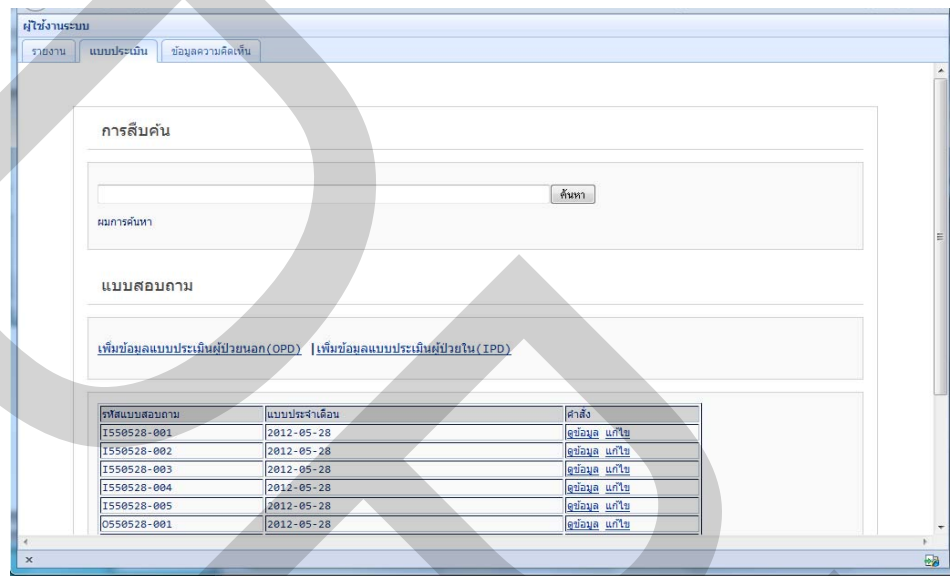 ผู้ใช้งานระบบ
รายงาน แบบประเมิน ข้อมูลความคิดเห็น
การสืบค้น
ค้นหา
ผมการค้นหา
แบบสอบถาม
เพิ่มข้อมูลแบบประเมินผู้ป่วยนอก(OPD) |เพิ่มข้อมูลแบบประเมินผู้ป่วยใน(IPD)
รหัสแบบสอบถาม แบบประจำเดือน คำสั่ง
I550528-001 2012-05-28 ดูข้อมูล แก้ไข
I550528-002 2012-05-28 ดูข้อมูล แก้ไข
I550528-003 2012-05-28 ดูข้อมูล แก้ไข
I550528-004 2012-05-28 ดูข้อมูล แก้ไข
I550528-005 2012-05-28 ดูข้อมูล แก้ไข
O550528-001 2012-05-28 ดูข้อมูล แก้ไข